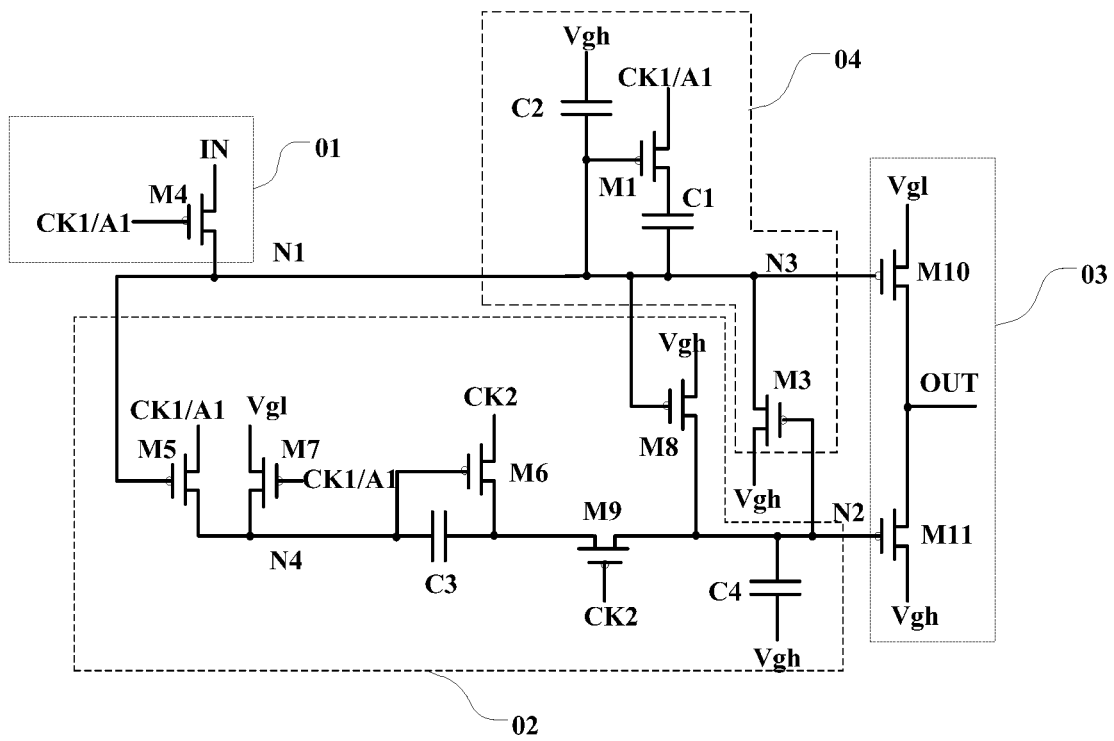 Vgh
04
CK1/A1
C2
IN
01
M4
M1
C1
Vgl
CK1/A1
N1
N3
M10
03
Vgh
M3
OUT
CK1/A1
Vgl
CK2
M5
M7
M8
CK1/A1
M6
Vgh
M9
N2
N4
M11
C3
C4
CK2
Vgh
Vgh
02